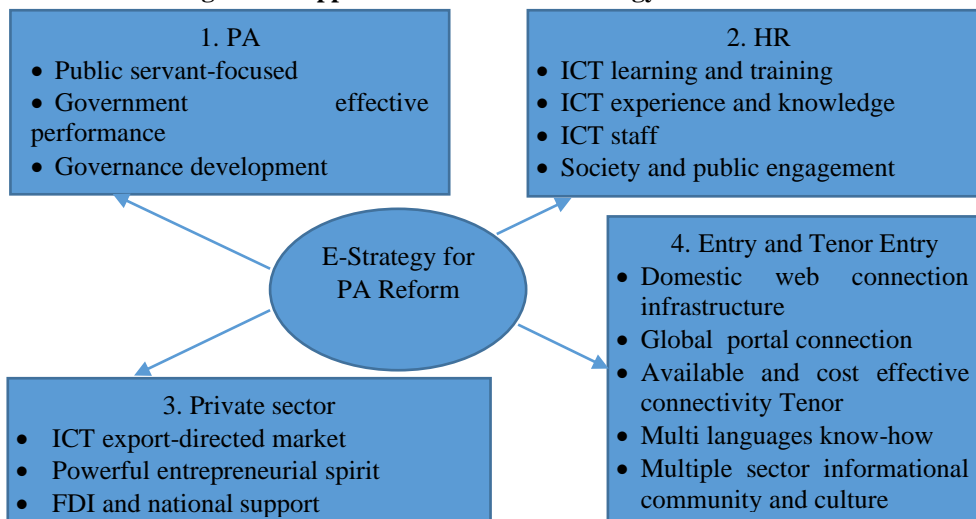 1. PA
• Public servant-focused
• Government effective
performance
• Governance development
2. HR
• ICT learning and training
• ICT experience and knowledge
• ICT staff
• Society and public engagement
E-Strategy for
PA Reform
3. Private sector
• ICT export-directed market
• Powerful entrepreneurial spirit
• FDI and national support
4. Entry and Tenor Entry
• Domestic web connection
infrastructure
• Global portal connection
• Available and cost effective
connectivity Tenor
• Multi languages know-how
• Multiple sector informational
community and culture